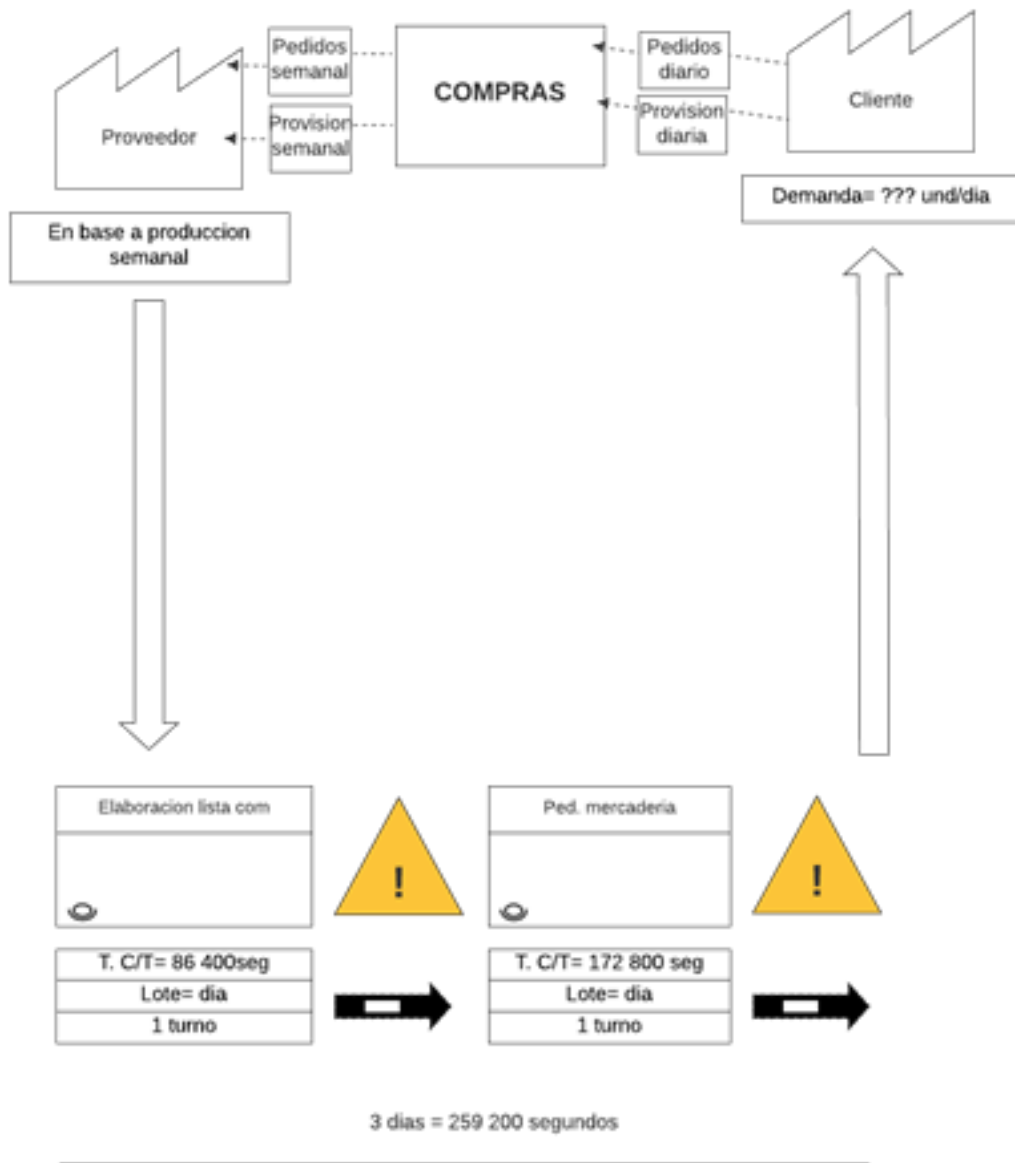 Pedidos
semanal
Provision
semanal
COMPRAS
Pedidos
diario
Provision
diaria
Proveedor
Cliente
En base a produccion
semanal
Demanda= ??? und/dia
Elaboracion lista com
!
Ped. mercaderia
!
T. C/T= 86 400seg
Lote= dia
1 turno
T. C/T= 172 800 seg
Lote= dia
1 turno
3 dias = 259 200 segundos